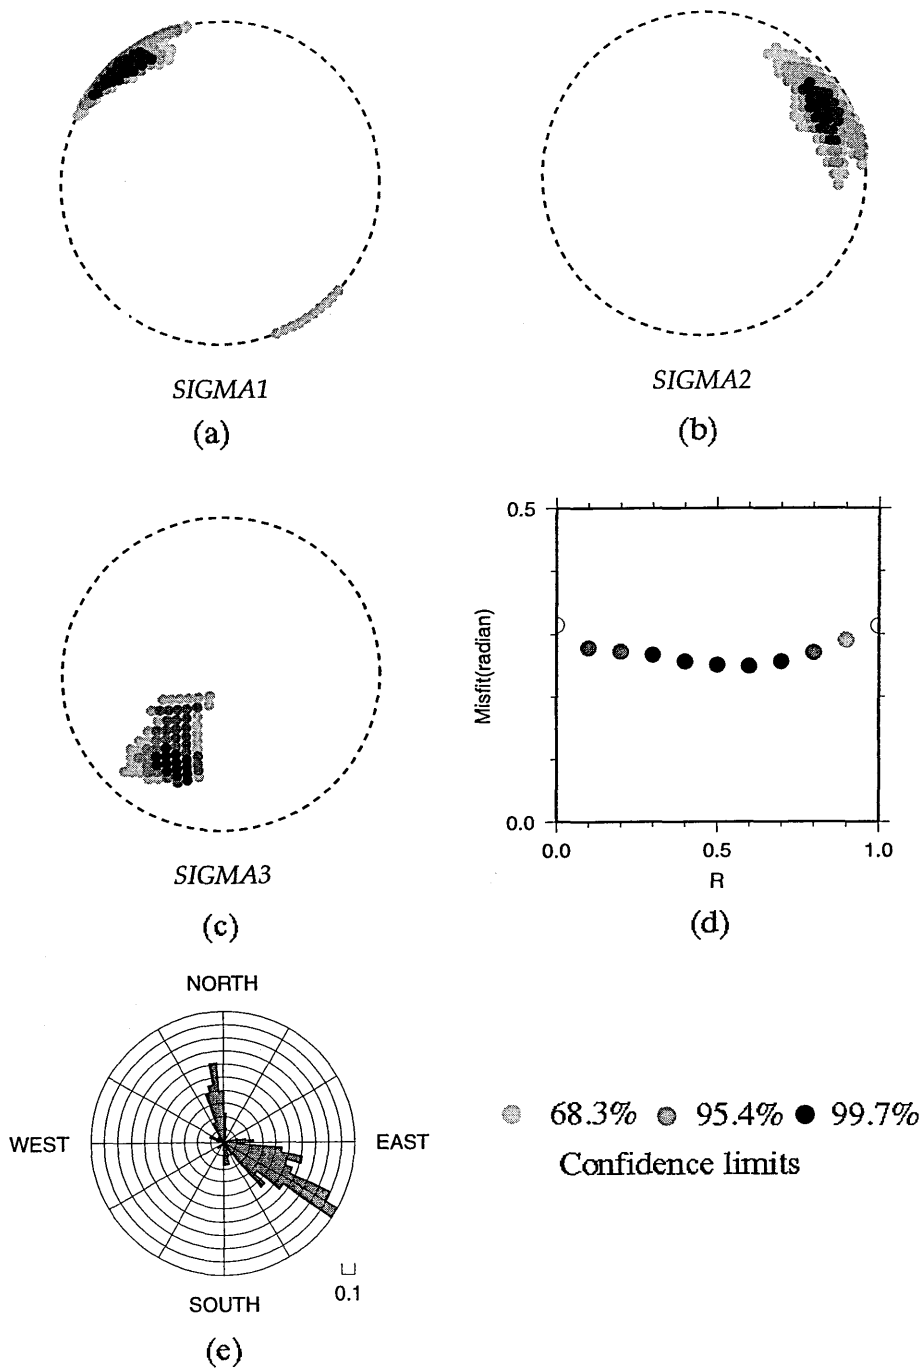 SIGMA1
(a)
SIGMA2
(b)
SIGMA3
(c)
0.5
Misfit(radian)
0.0
0.0 0.5 1.0
R
(d)
NORTH
WEST
EAST
SOUTH
0.1
(e)
68.3% 95.4% 99.7%
Confidence limits